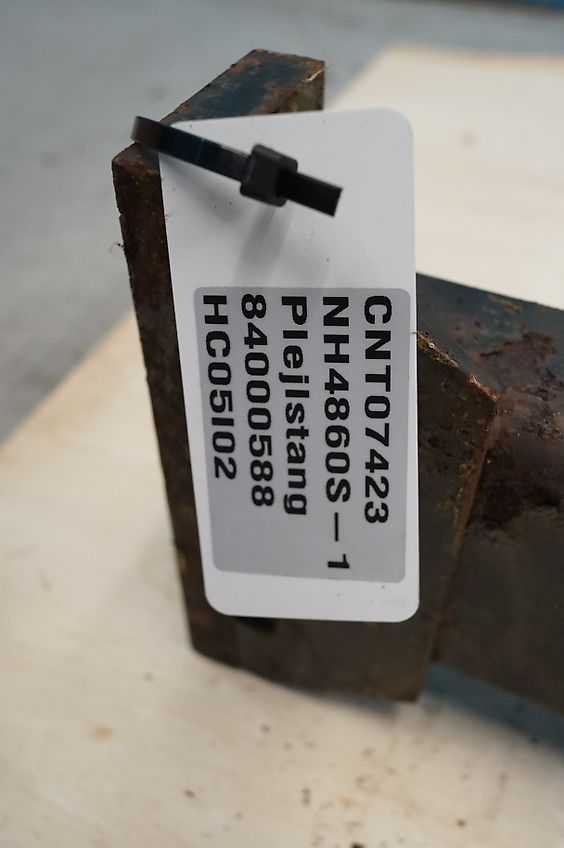 CNT07423
NH4860S-1
Plejlstang
84000588
HC05I02